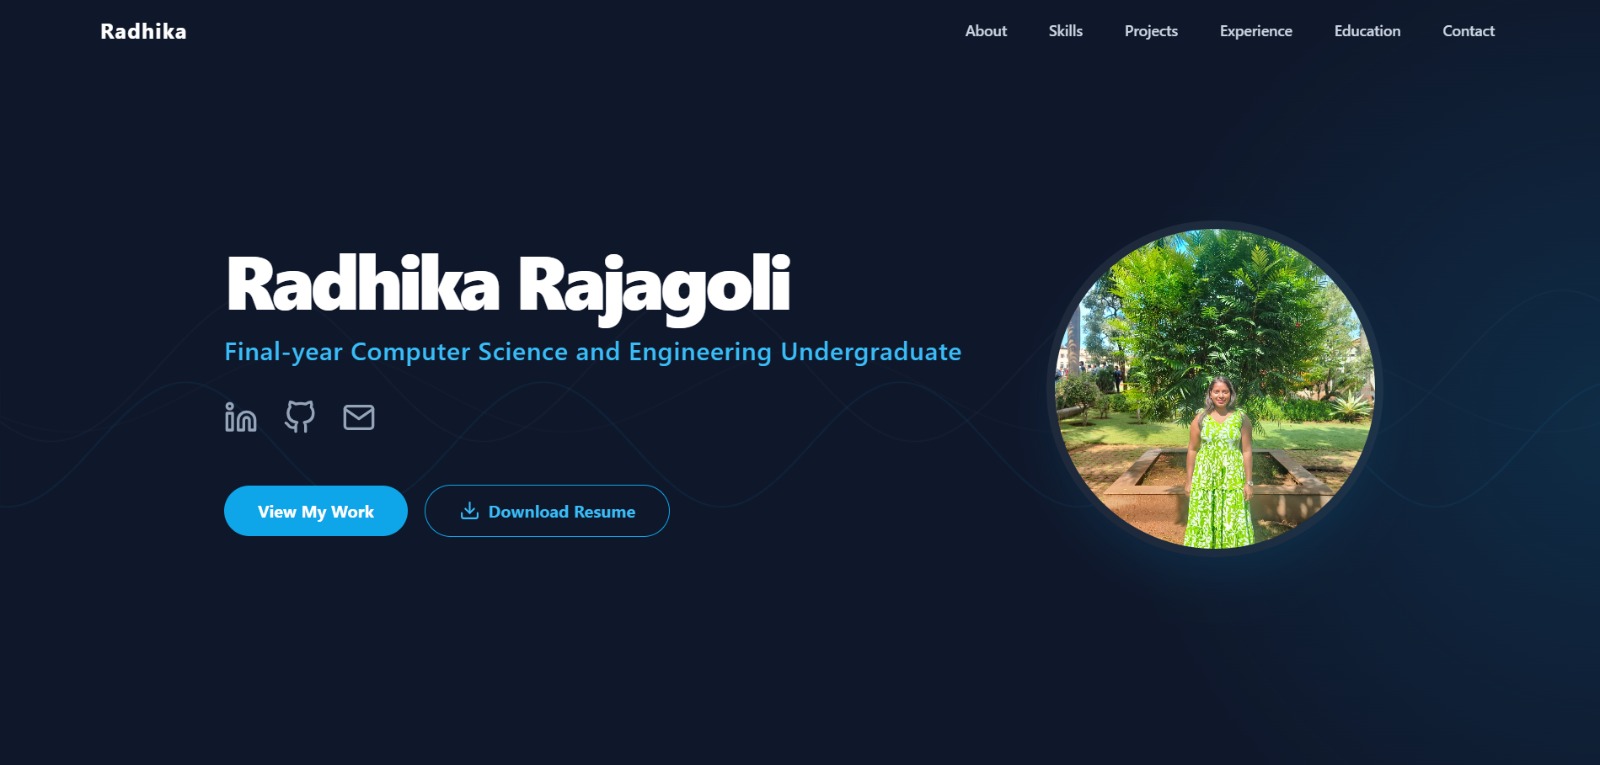 Radhika
About Skills Projects Experience Education Contact
Radhika Rajagoli
Final-year Computer Science and Engineering Undergraduate
View My Work
Download Resume